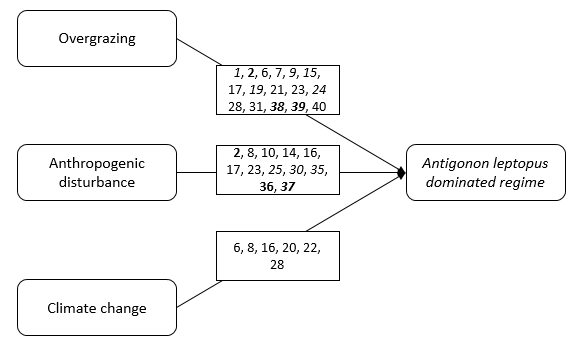 Overgrazing
1, 2, 6, 7, 9, 15,
17, 19, 21, 23, 24
28, 31, 38, 39, 40
Anthropogenic
disturbance
2, 8, 10, 14, 16,
17, 23, 25, 30, 35,
36, 37
Antigonon leptopus
dominated regime
6, 8, 16, 20, 22,
28
Climate change